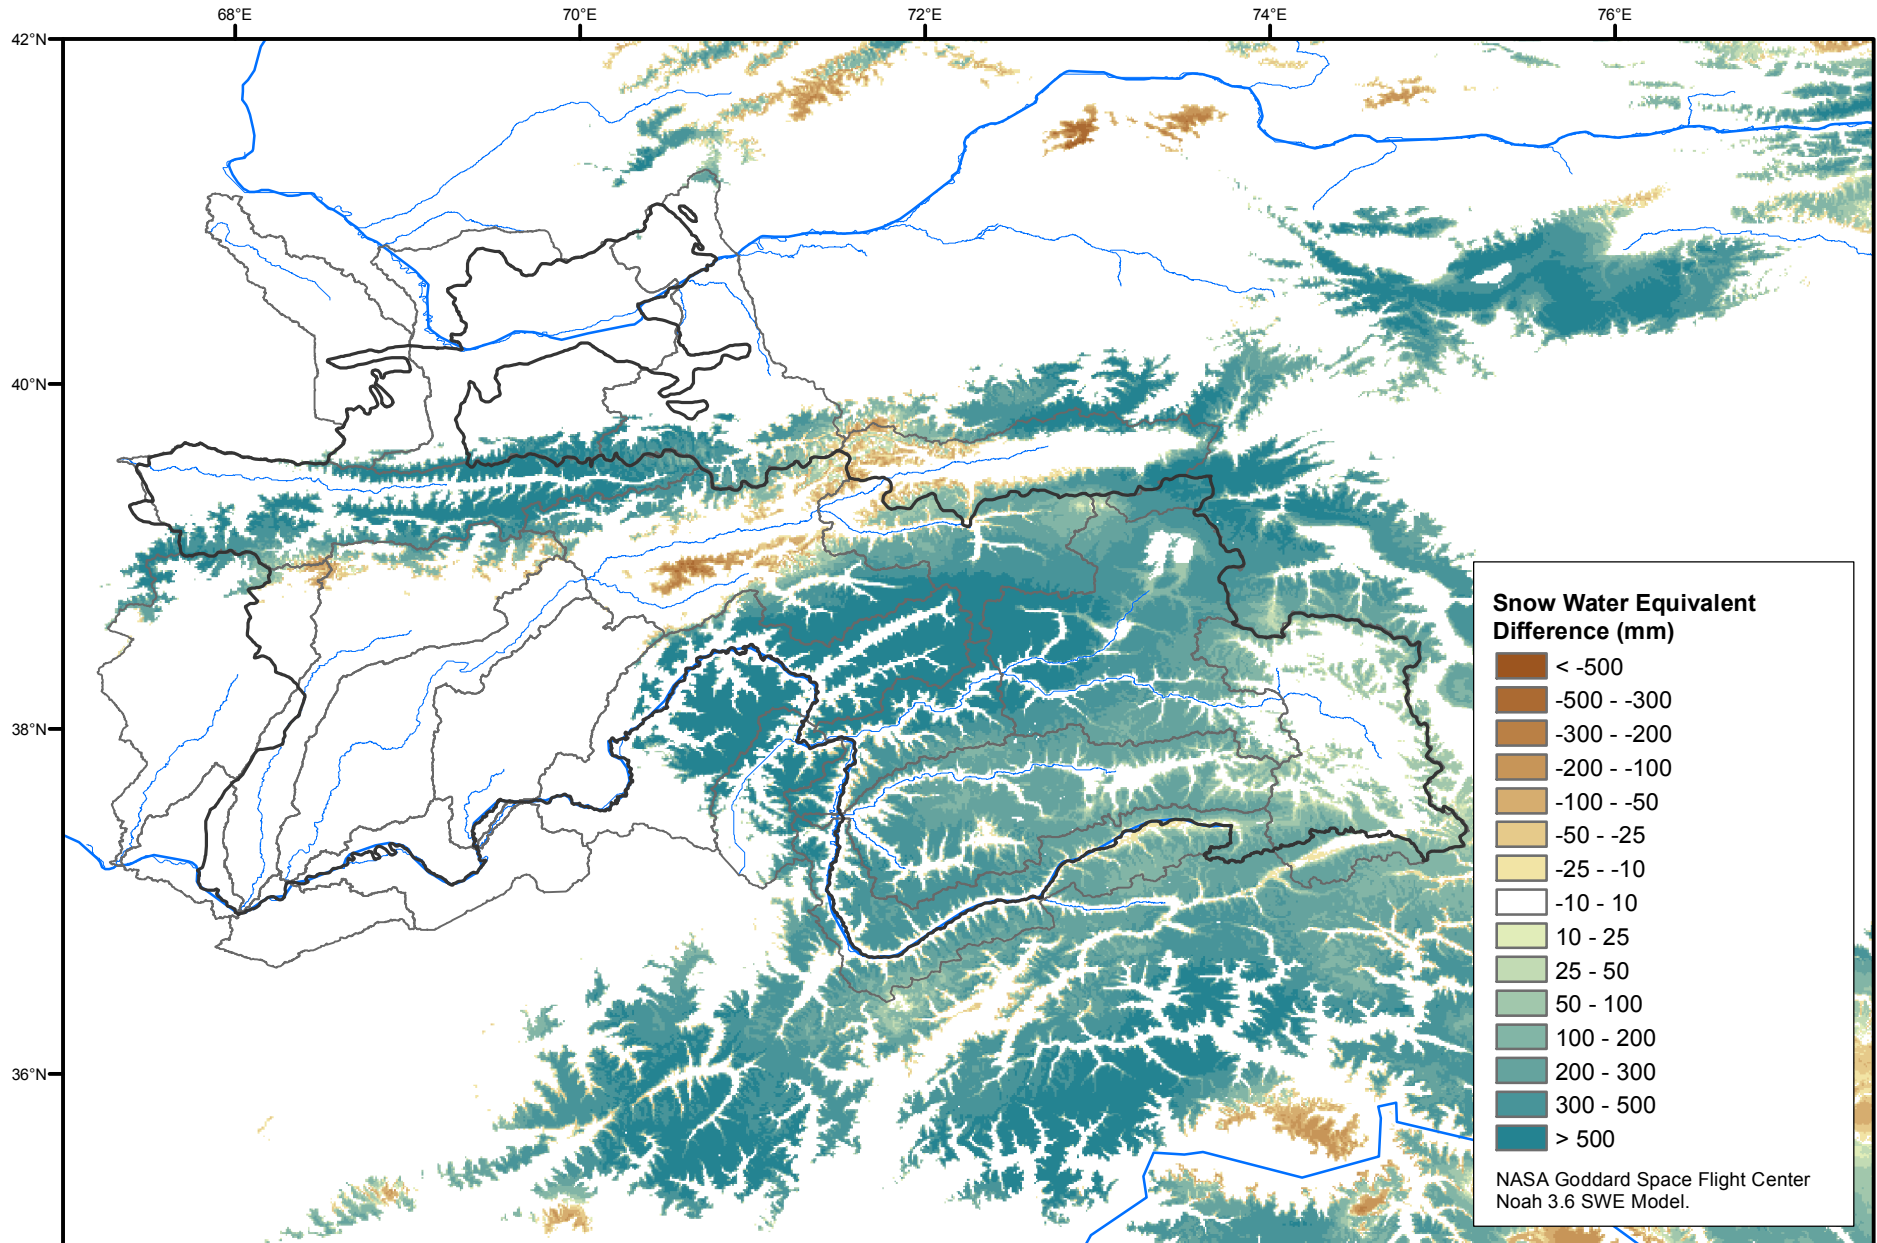 68°E
70°E
72°E
74°E
76°E
42°N
40°N
38°N
36°N
Snow Water Equivalent
Difference (mm)
< -500
-500 - -300
-300 - -200
-200 - -100
-100 - -50
-50 - -25
-25 - -10
-10 - 10
10 - 25
25 - 50
50 - 100
100 - 200
200 - 300
300 - 500
> 500
NASA Goddard Space Flight Center
Noah 3.6 SWE Model.